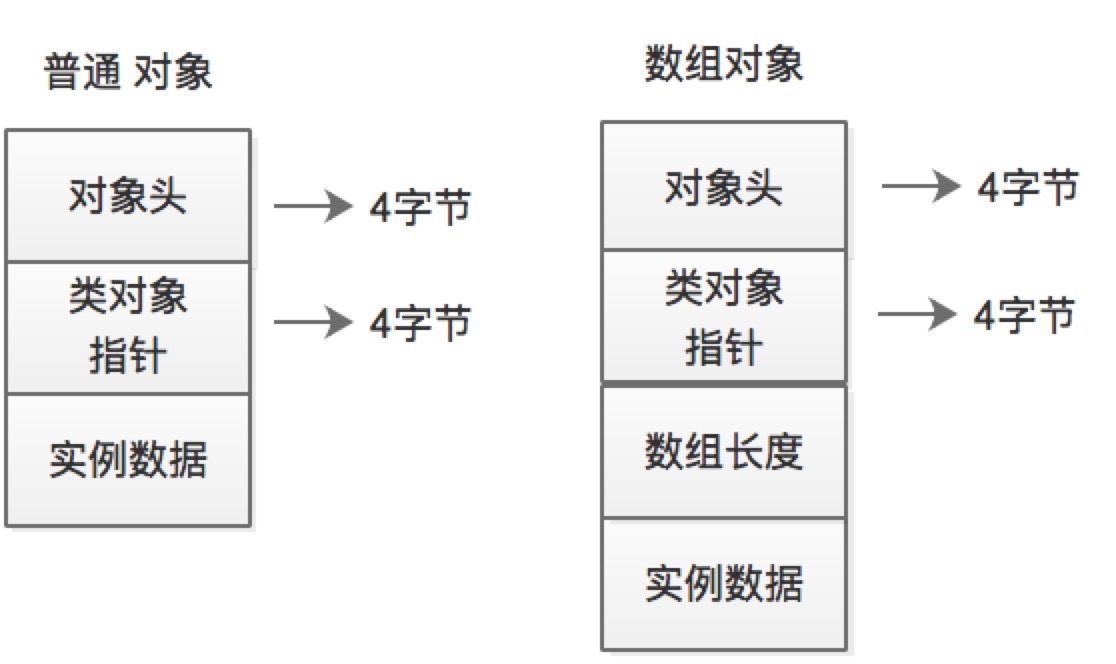 普通 对象
对象头
4字节
类对象
指针
4字节
实例数据
数组对象
对象头
4字节
类对象
指针
4字节
数组长度
实例数据